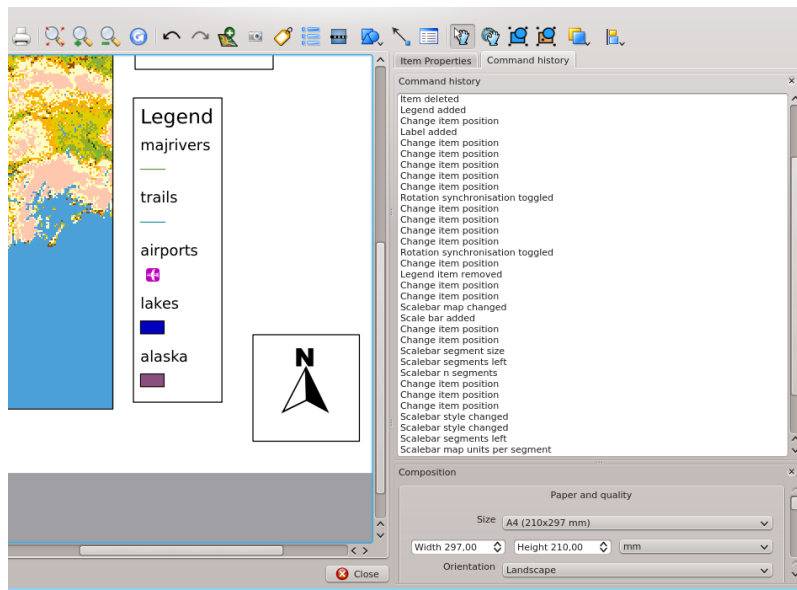 Item Properties
Command history
Command history
Item deleted
Legend added
Change item position
Label added
Change item position
Change item position
Change item position
Change item position
Change item position
Rotation synchronisation toggled
Change item position
Change item position
Change item position
Change item position
Rotation synchronisation toggled
Change item position
Legend item removed
Change item position
Change item position
Scalebar map changed
Scale bar added
Change item position
Change item position
Scalebar segment size
Scalebar segments left
Scalebar n segments
Change item position
Change item position
Change item position
Scalebar style changed
Scalebar style changed
Scalebar segments left
Scalebar map units per segment
Legend
majrivers
trails
airports
lakes
alaska
N
Composition
Paper and quality
Size A4 (210x297 mm)
Width 297,00 Height 210,00 mm
Orientation Landscape
Close